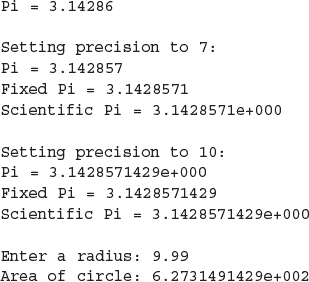 Pi = 3.14286
Setting precision to 7:
Pi = 3.142857
Fixed Pi = 3.1428571
Scientific Pi = 3.1428571e+000
Setting precision to 10:
Pi = 3.1428571429e+000
Fixed Pi = 3.1428571429
Scientific Pi = 3.1428571429e+000
Enter a radius: 9.99
Area of circle: 6.2731491429e+002